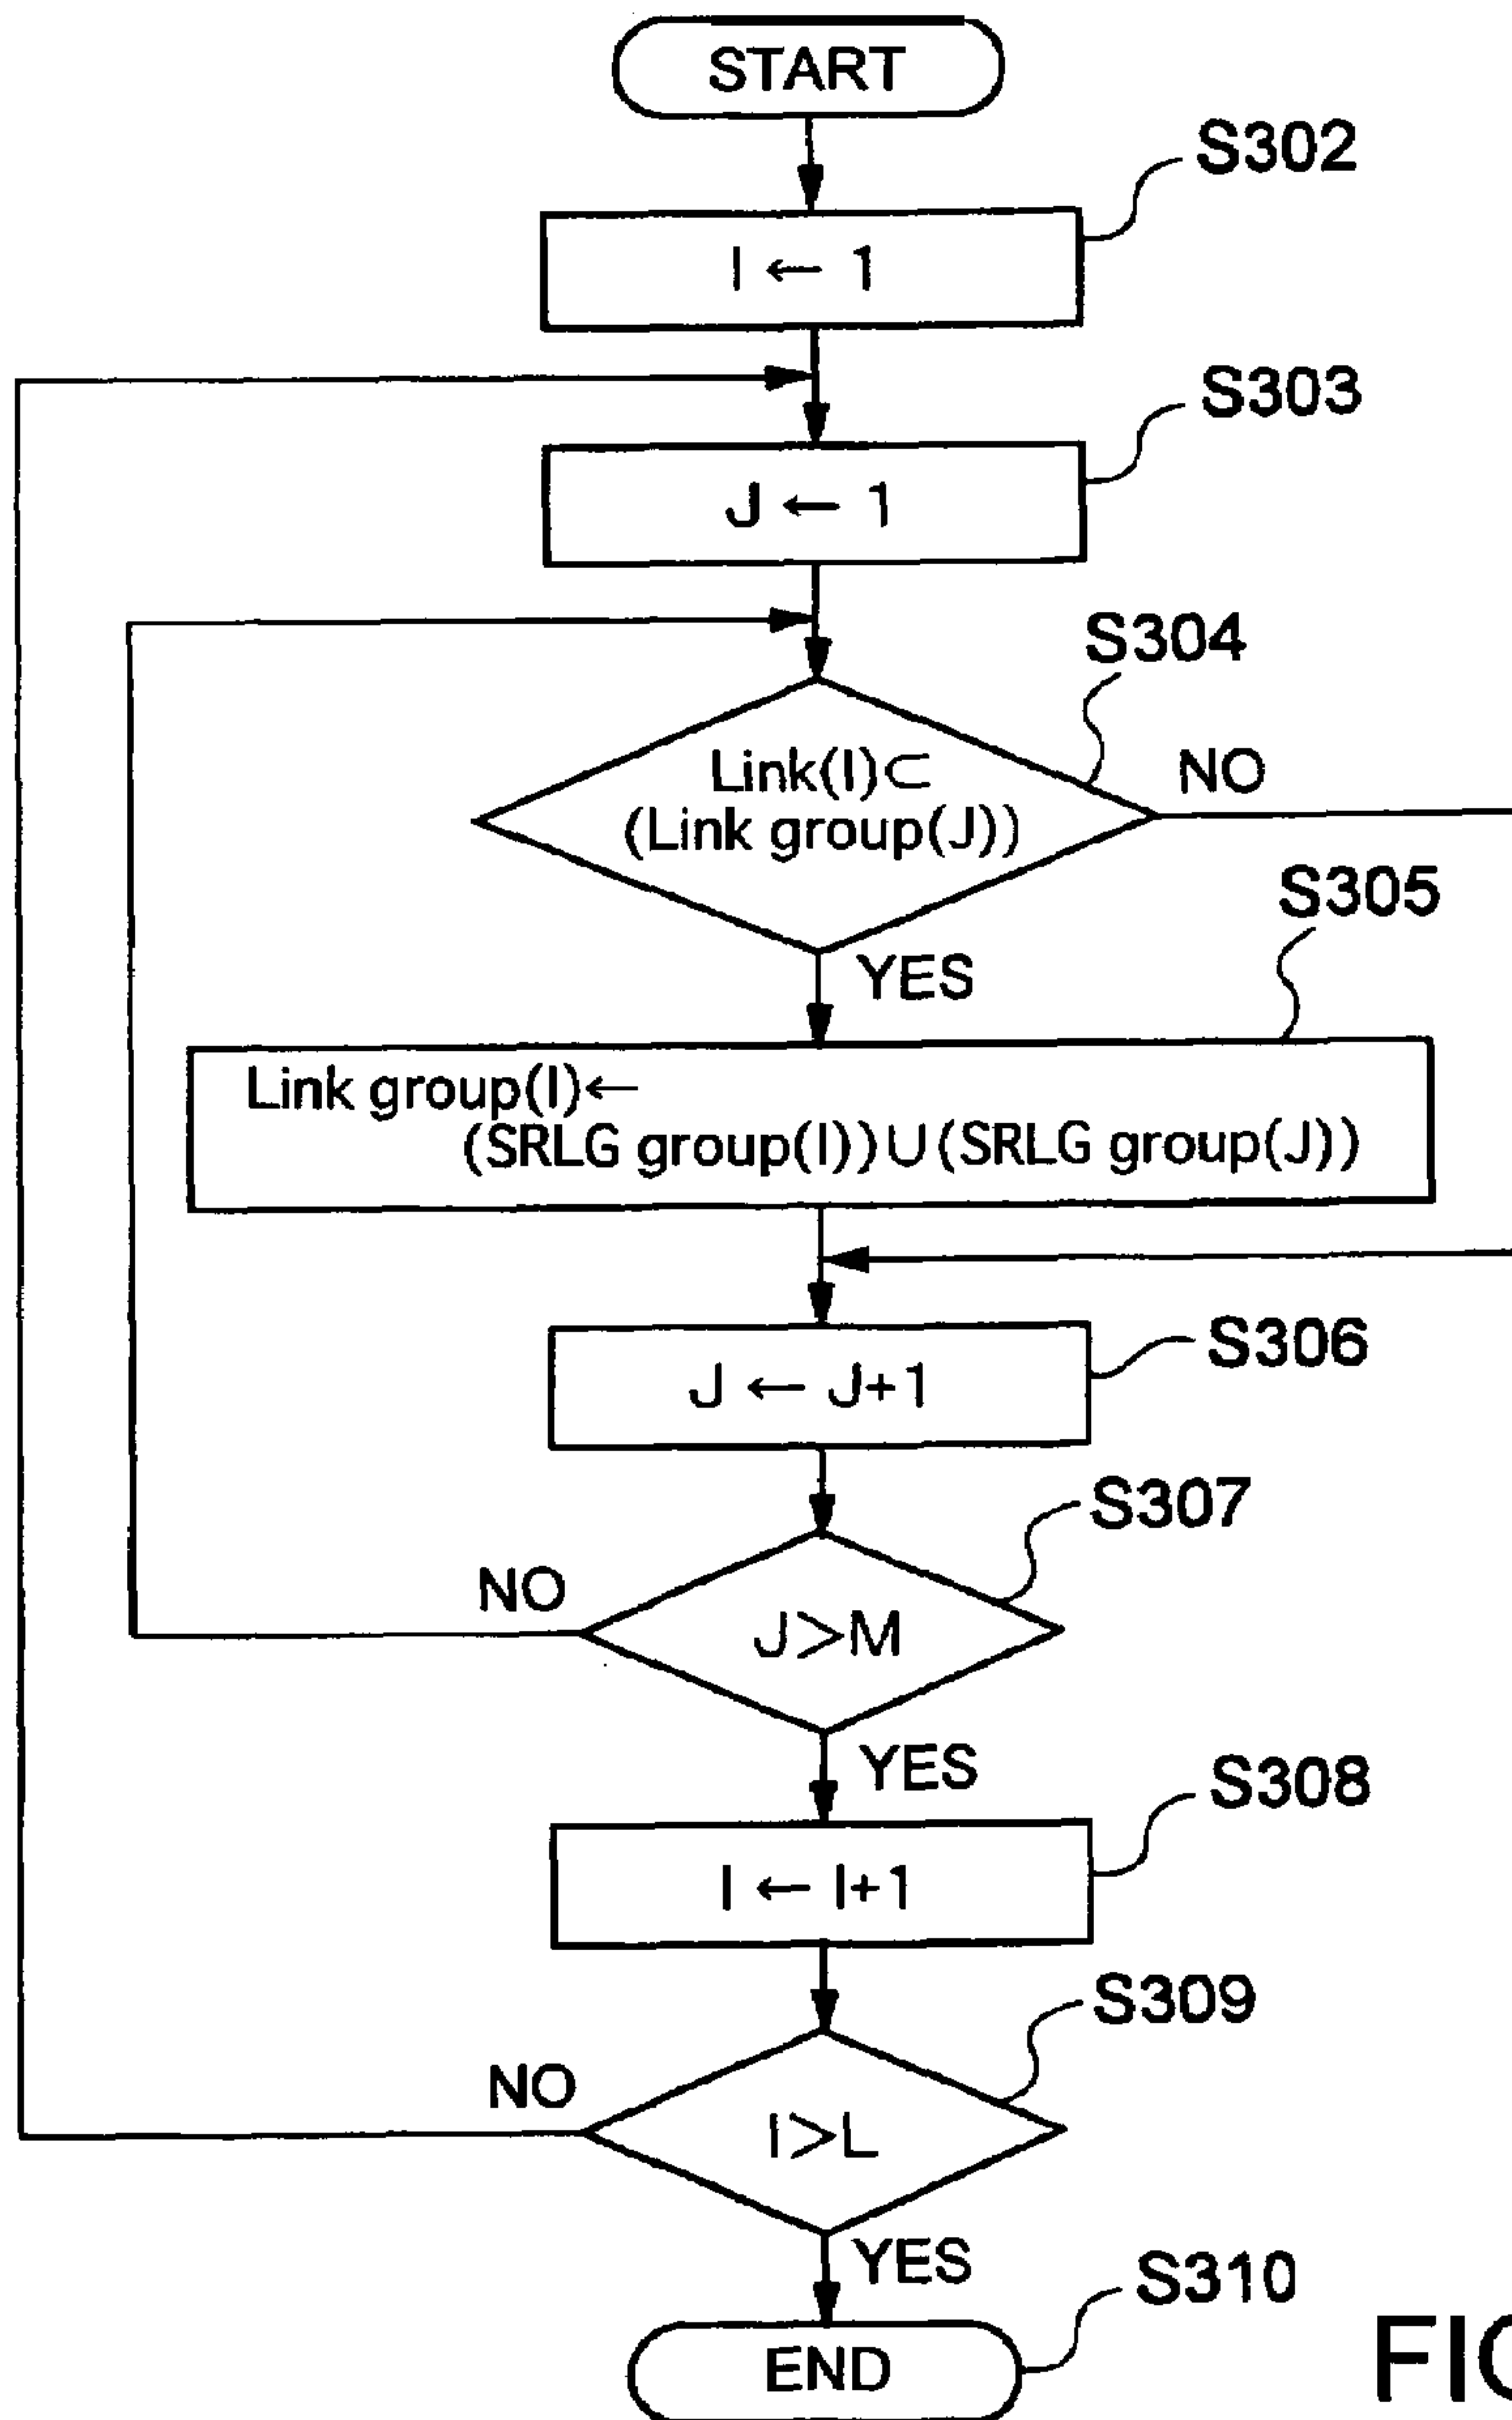 START
S302
I ← 1
S303
J ← 1
S304
Link(I)⊂
(Link group(J))
NO
S305
YES
Link group(I)←
(SRLG group(I))∪(SRLG group(J))
S306
J ← J+1
S307
NO
J>M
YES
S308
I ← I+1
S309
NO
I>L
YES
S310
END